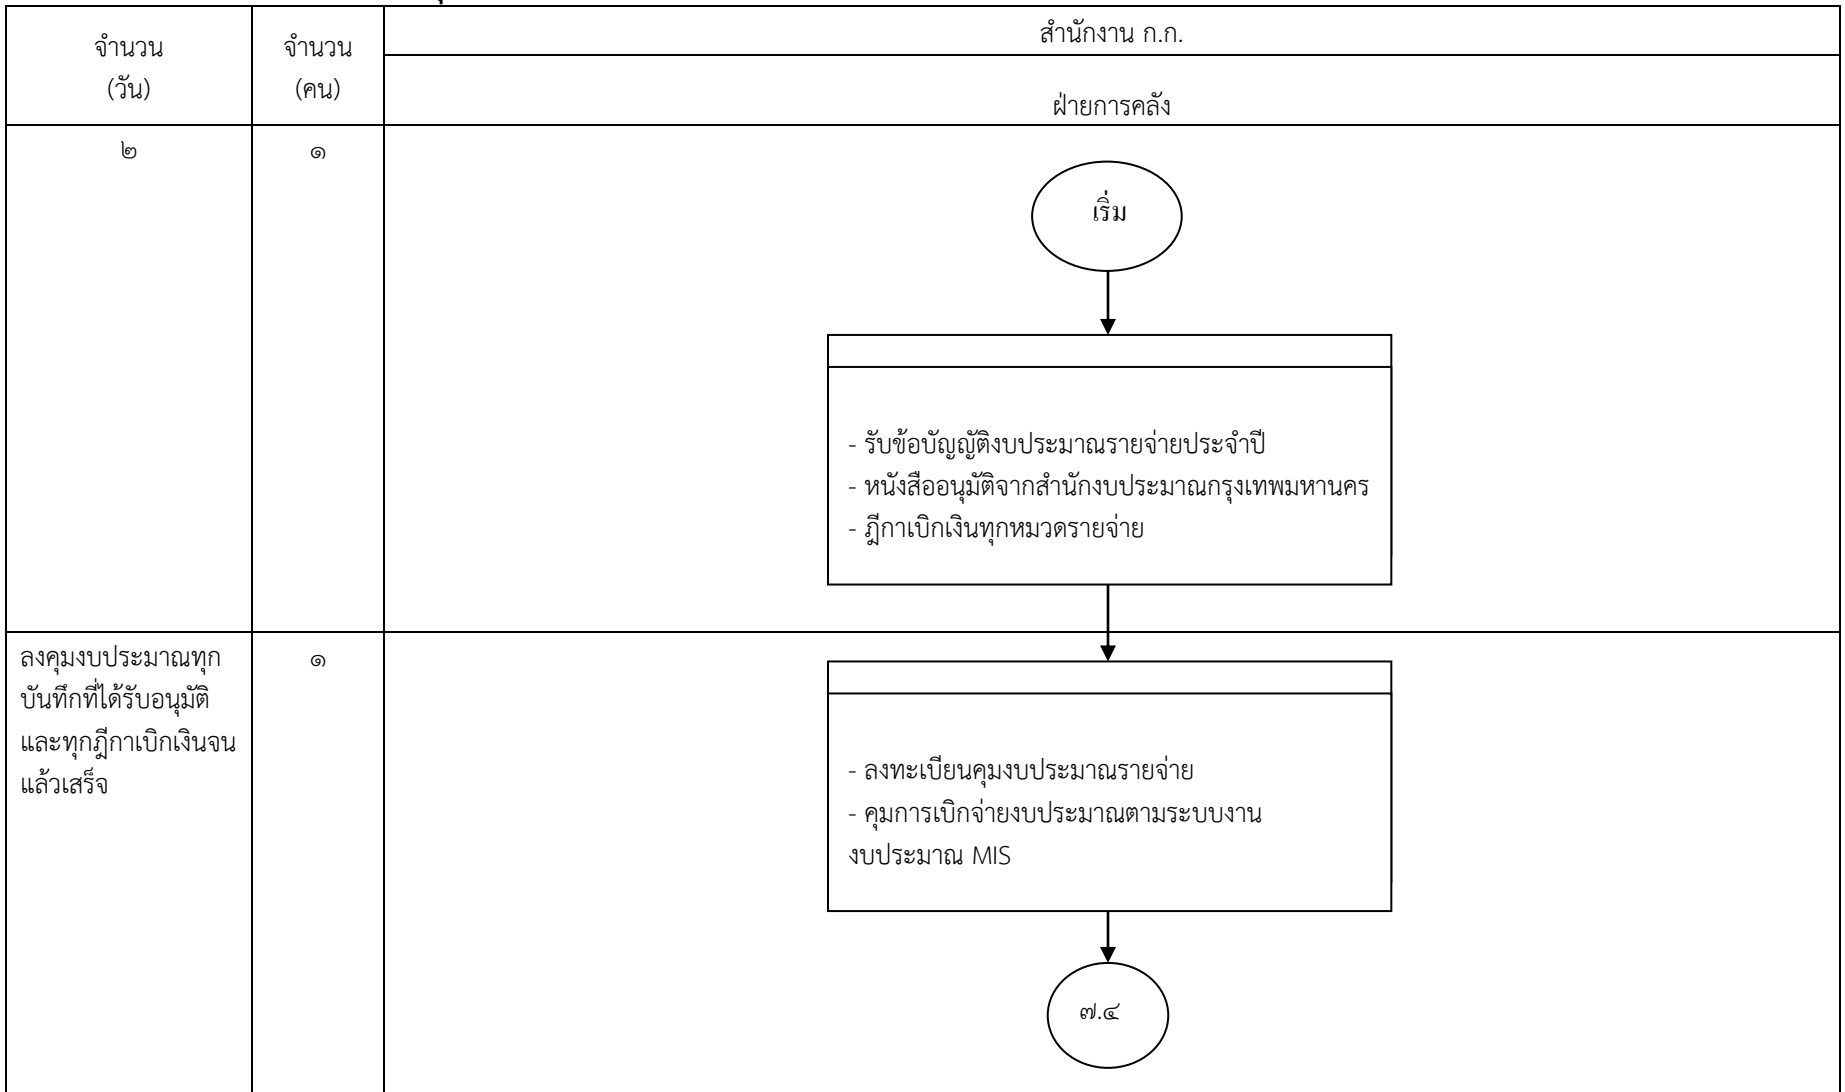 จำนวน
(วัน)
จำนวน
(คน)
สำนักงาน ก.ก.
ฝ่ายการคลัง
๒
๑
เริ่ม
- รับข้อบัญญัติงบประมาณรายจ่ายประจำปี
- หนังสืออนุมัติจากสำนักงบประมาณกรุงเทพมหานคร
- ฎีกาเบิกเงินทุกหมวดรายจ่าย
ลงคุมงบประมาณทุก
บันทึกที่ได้รับอนุมัติ
และทุกฎีกาเบิกเงินจน
แล้วเสร็จ
๑
- ลงทะเบียนคุมงบประมาณรายจ่าย
- คุมการเบิกจ่ายงบประมาณตามระบบงาน
งบประมาณ MIS
๗.๔